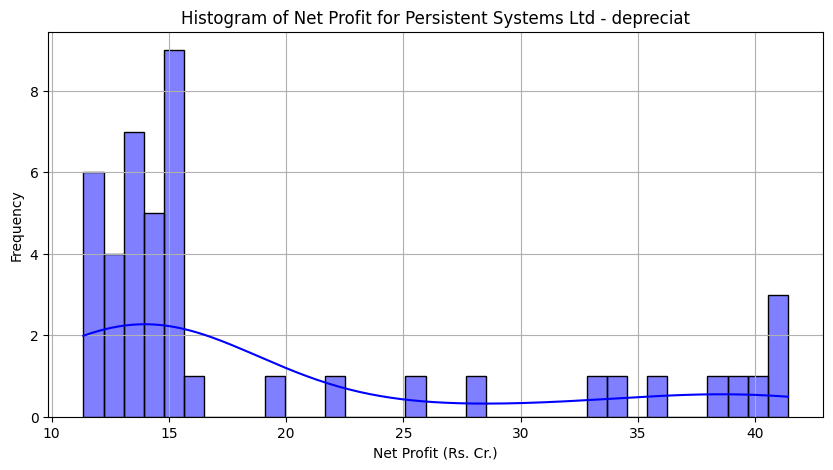 Histogram of Net Profit for Persistent Systems Ltd - depreciat
8
6
4
2
0
Frequency
10 15 20 25 30 35 40
Net Profit (Rs. Cr.)